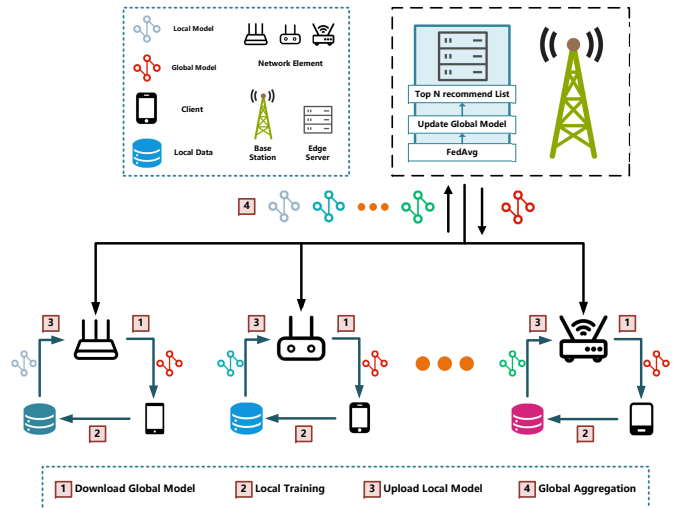 Local Model
Global Model
Network Element
Client
Local Data
Base
Station
Edge
Server
Top N recommend List
Update Global Model
FedAvg
4
3
1
3
1
3
1
2
2
2
1 Download Global Model
2 Local Training
3 Upload Local Model
4 Global Aggregation